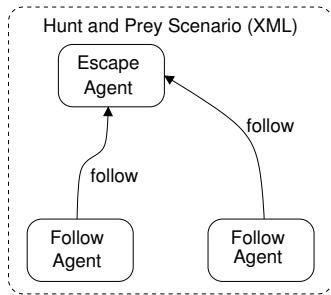 Hunt and Prey Scenario (XML)
Escape
Agent
follow
follow
Follow
Agent
Follow
Agent